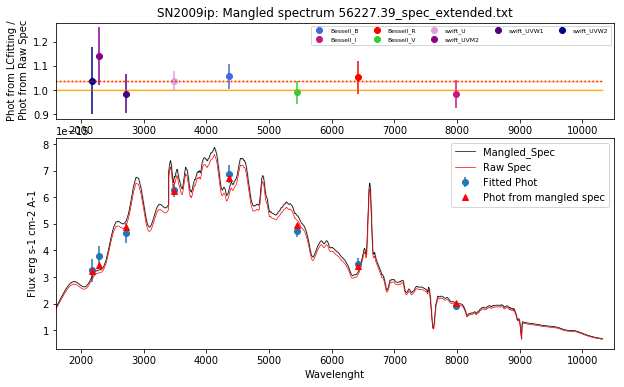 SN2009ip: Mangled spectrum 56227.39_spec_extended.txt
Phot from LCfitting /
Phot from Raw Spec
Bessell_B
Bessell_I
Bessell_R
Bessell_V
swift_U
swift_UVM2
swift_UVW1
swift_UVW2
1.2
1.1
1.0
0.9
2000 3000 4000 5000 6000 7000 8000 9000 10000
Flux erg s-1 cm-2 A-1
8
7
6
5
4
3
2
1
Mangled_Spec
Raw Spec
Fitted Phot
Phot from mangled spec
2000 3000 4000 5000 6000 7000 8000 9000 10000
Wavelenght